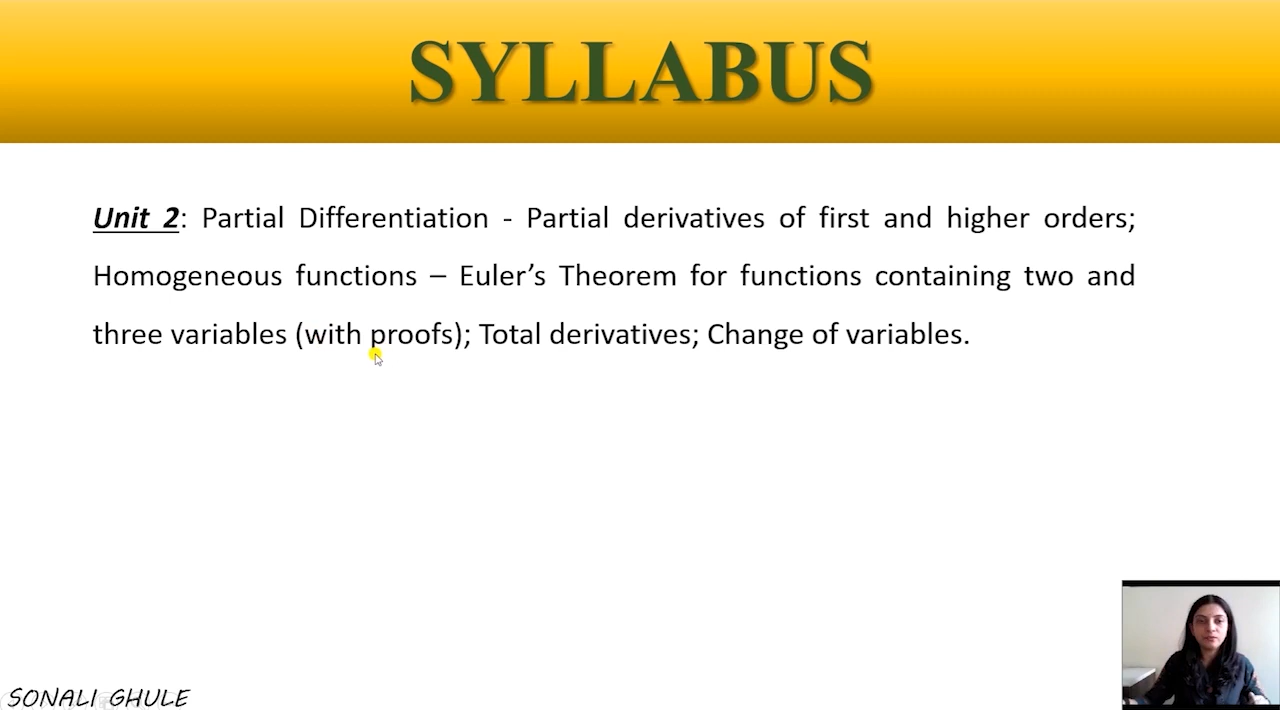 SYLLABUS
Unit 2: Partial Differentiation - Partial derivatives of first and higher orders;
Homogeneous functions – Euler’s Theorem for functions containing two and
three variables (with proofs); Total derivatives; Change of variables.
SONALI GHULE